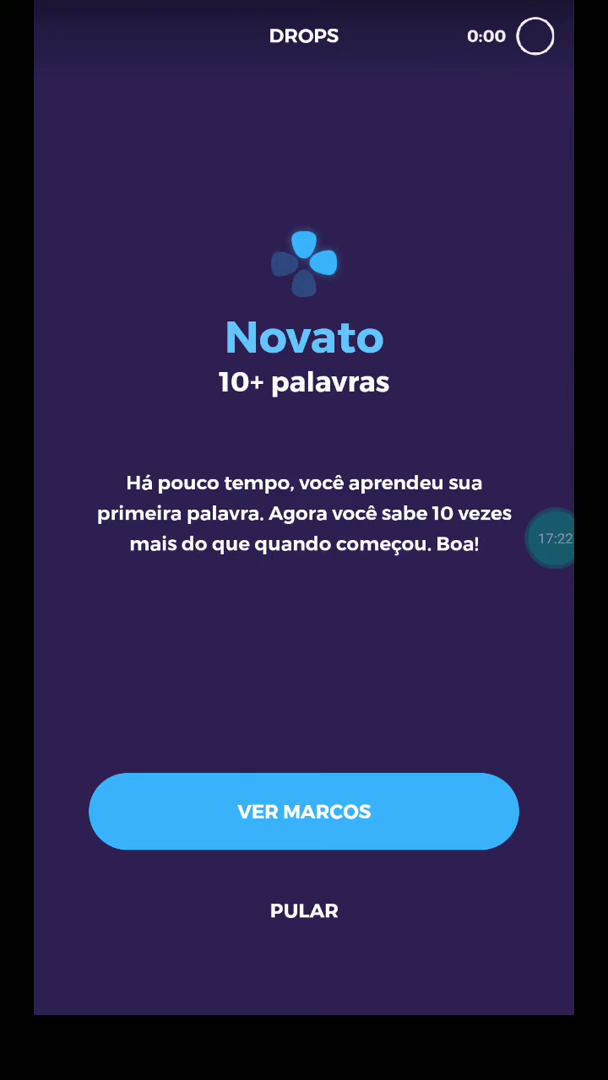 DROPS
0:00
Novato
10+ palavras
Há pouco tempo, você aprendeu sua
primeira palavra. Agora você sabe 10 vezes
mais do que quando começou. Boa!
17:22
VER MARCOS
PULAR